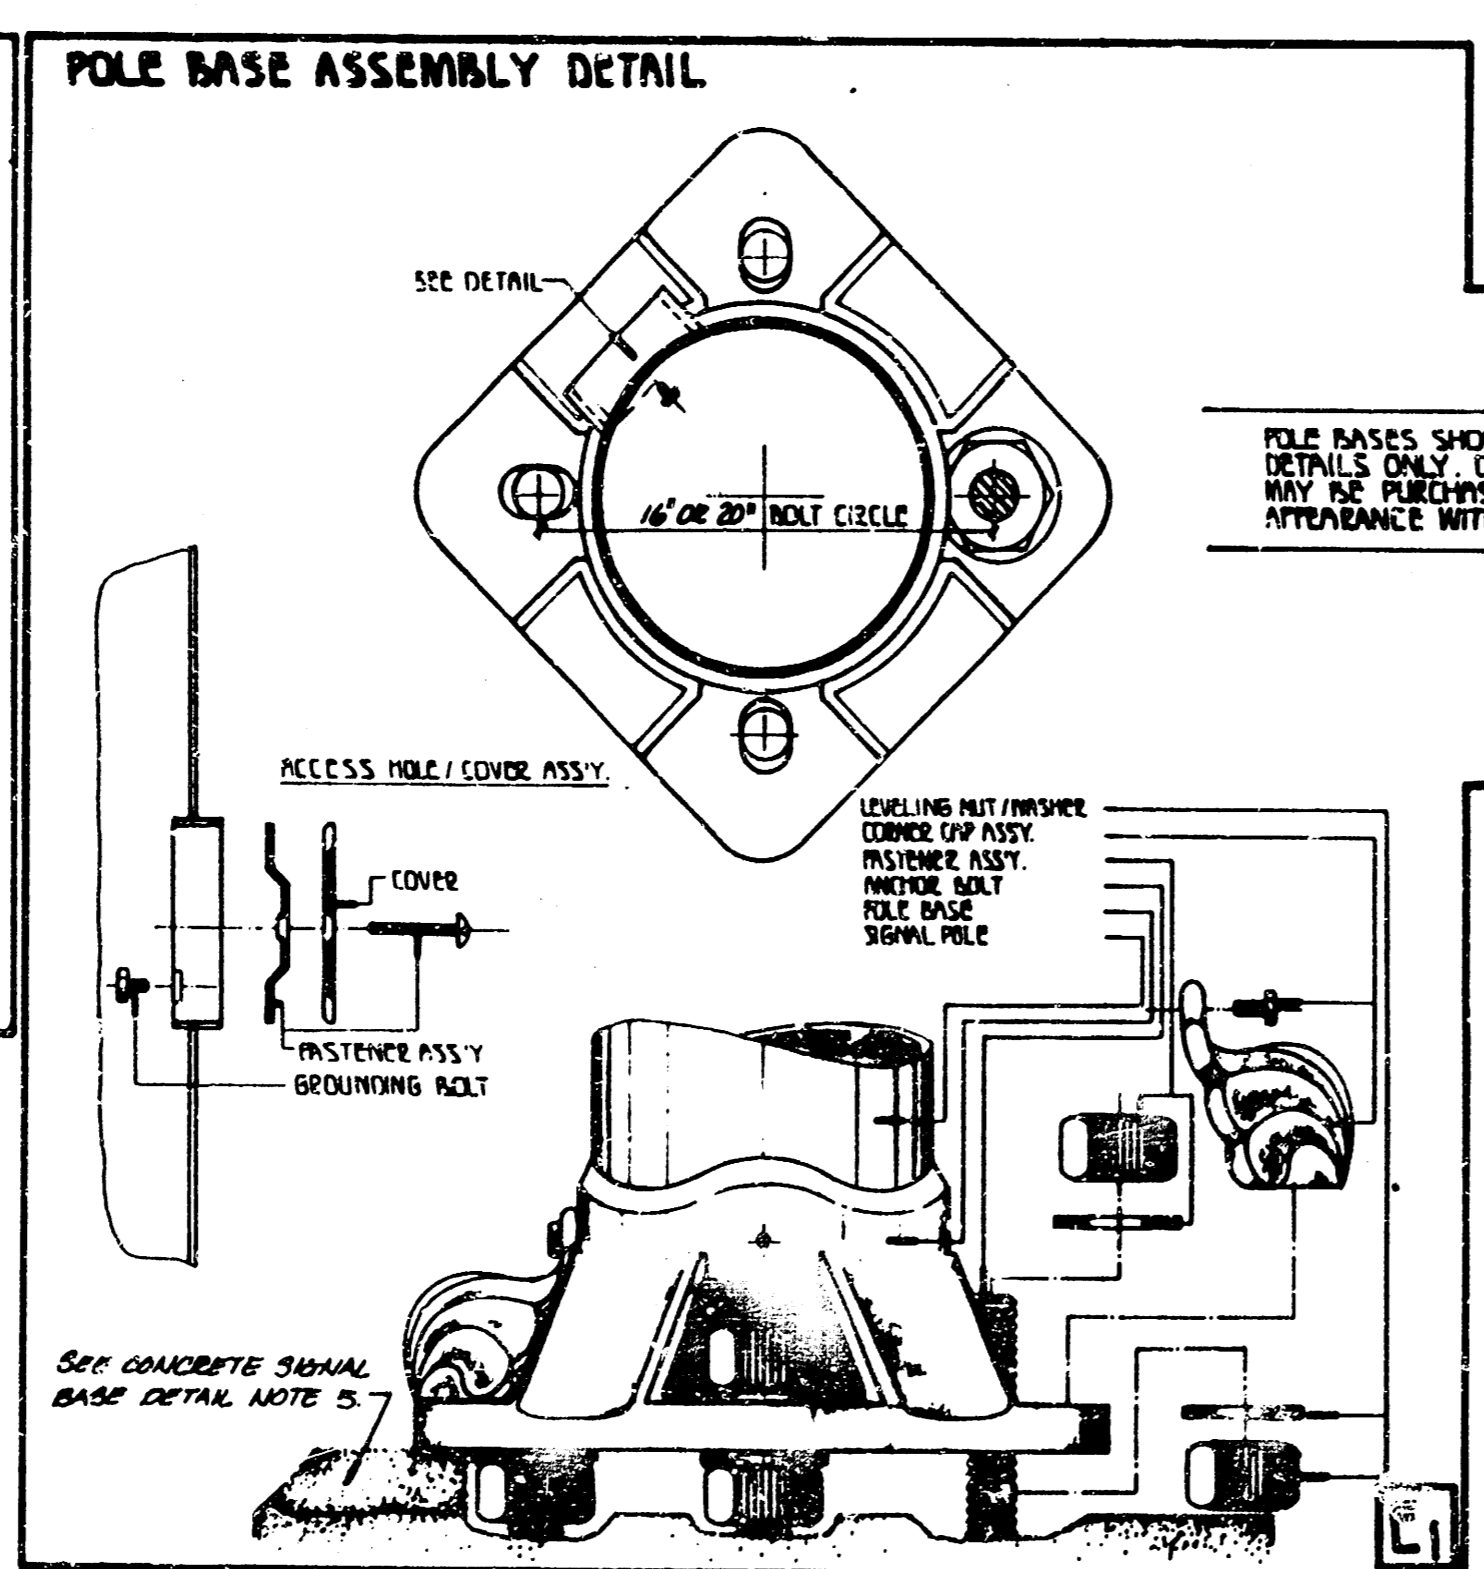 POLE BASE ASSEMBLY DETAIL
SEE DETAIL
16" OR 20" BOLT CIRCLE
POLE BASES SHO
DETAILS ONLY.
MAY BE PURCHAS
APPEARANCE WIT
ACCESS HOLE / COVER ASS'Y.
COVER
FASTENER ASS'Y
GROUNDING BOLT
LEVELING NUT / WASHER
CORNER CAP ASSY.
FASTENER ASS'Y.
ANCHOR BOLT
POLE BASE
SIGNAL POLE
SEE CONCRETE SIGNAL
BASE DETAIL NOTE 5.
L1